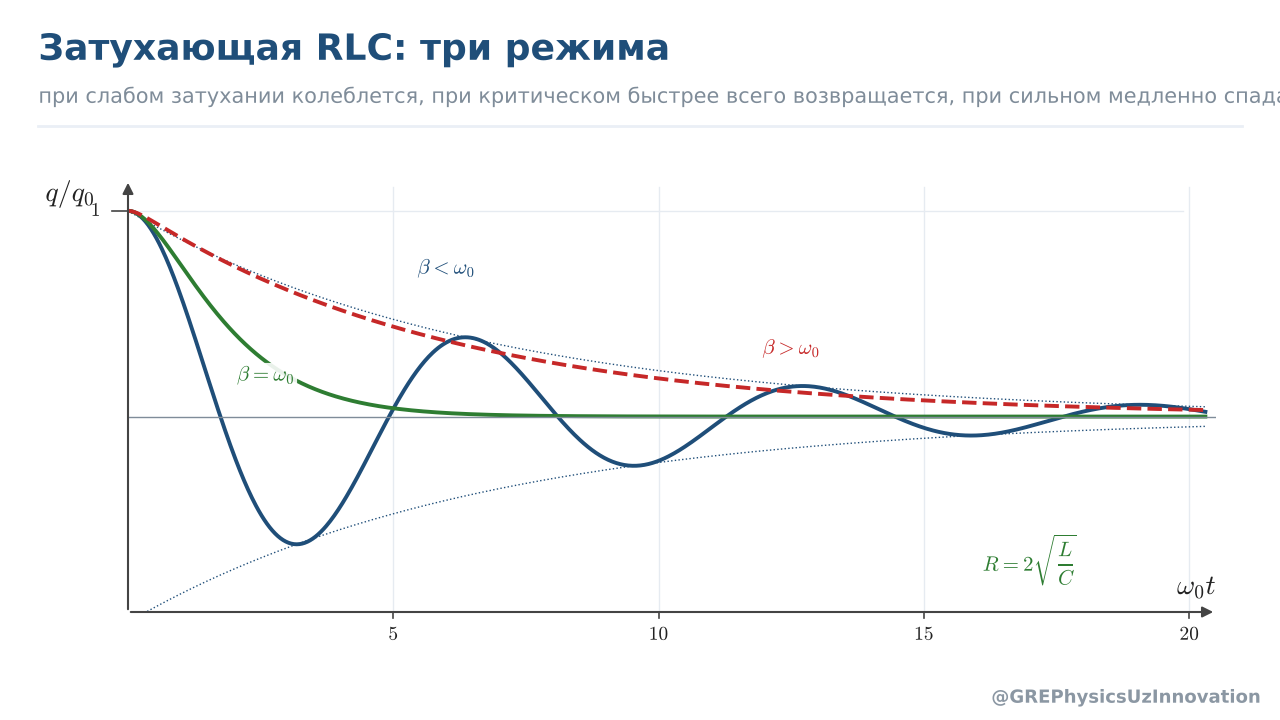 Затухающая RLC: три режима
при слабом затухании колеблется, при критическом быстрее всего возвращается, при сильном медленно спада
q/q₀
1
β < ω₀
β > ω₀
β = ω₀
R = 2√(L/C)
ω₀t
5 10 15 20
@GREPhysicsUzInnovation